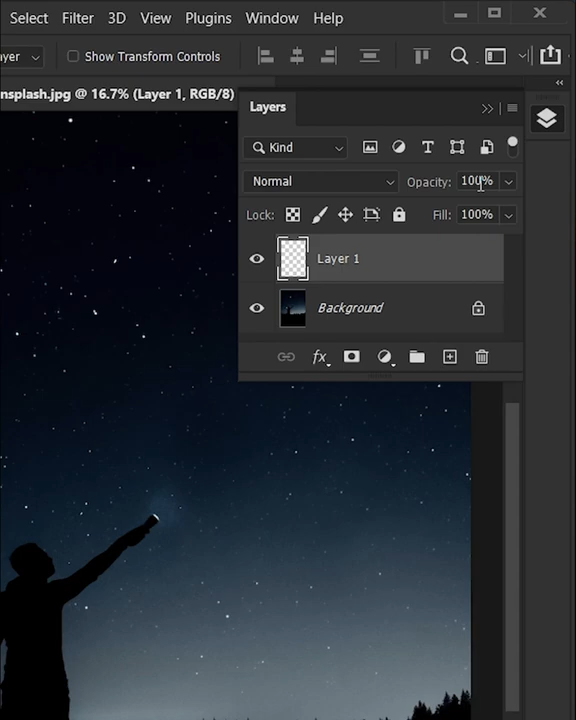 Select Filter 3D View Plugins Window Help
ayer Show Transform Controls
nsplash.jpg @ 16.7% (Layer 1, RGB/8)
Layers
Kind
Normal Opacity: 100%
Lock: Fill: 100%
Layer 1
Background
fx